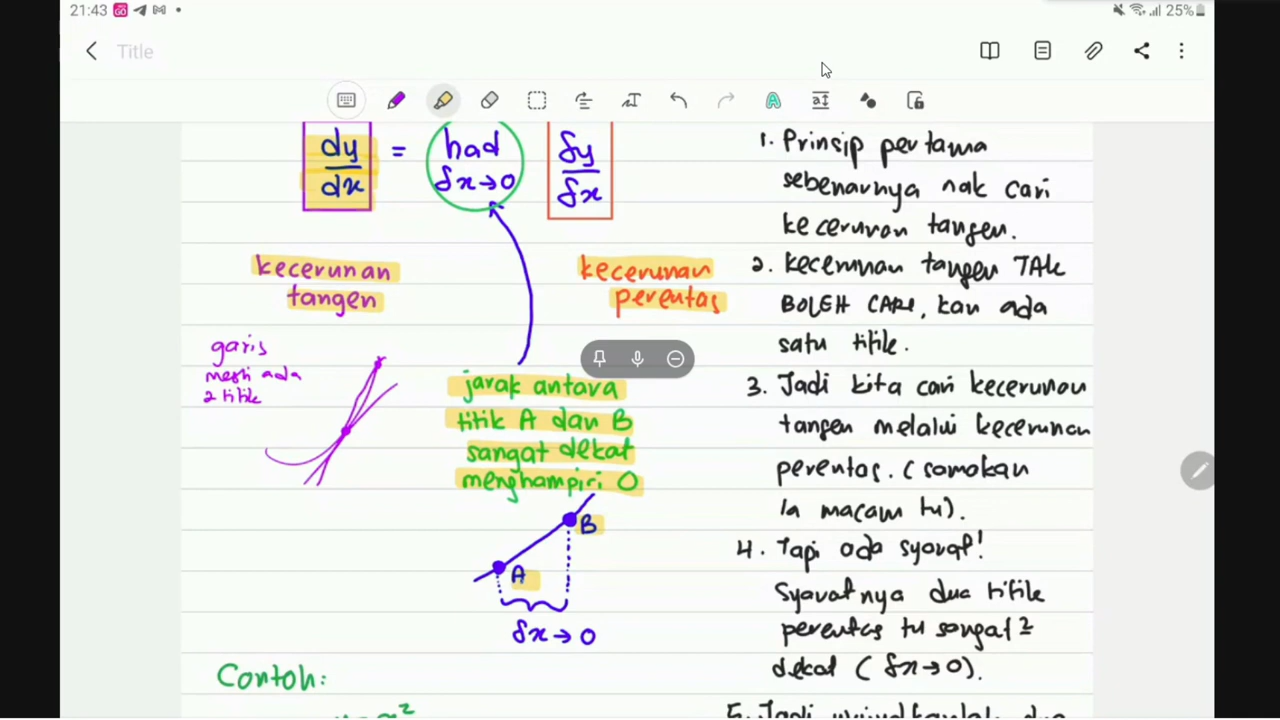 21:43
25%
Title
dy/dx = had δx→0 δy/δx
kecerunan
tangen
kecerunan
perentas
garis
mesti ada
2 titik
jarak antara
titik A dan B
sangat dekat
menghampiri 0
B
A
δx→0
Contoh:
1. Prinsip pertama
sebenarnya nak cari
kecerunan tangen.
2. kecerunan tangen TAK
BOLEH CARI, kan ada
satu titik.
3. Jadi kita cari kecerunan
tangen melalui kecerunan
perentas. (samakan
la macam tu).
4. Tapi ada syarat!
Syaratnya dua titik
perentas tu sangat2
dekat (δx→0).
5. Jadi